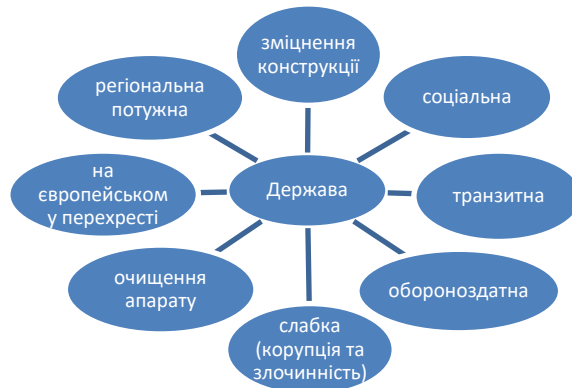 зміцнення
конструкції
соціальна
транзитна
обороноздатна
слабка
(корупція та
злочинність)
очищення
апарату
на
європейськом
у перехресті
регіональна
потужна
Держава